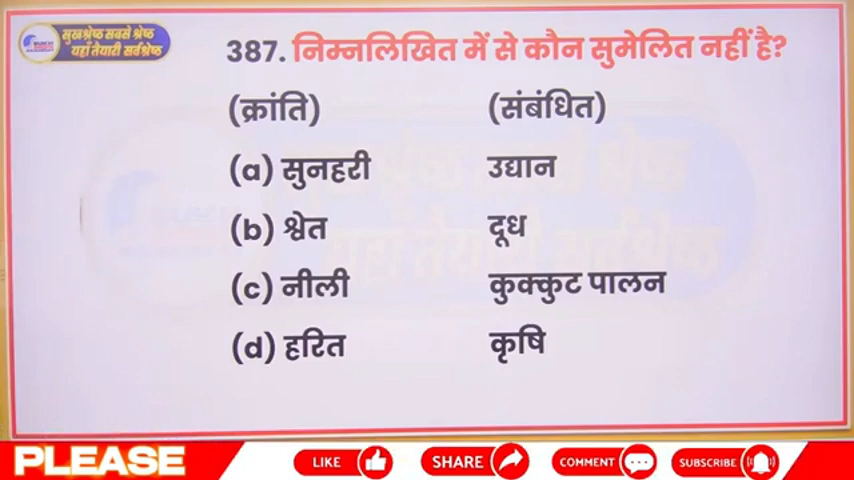 सुखश्रेष्ठ सबसे श्रेष्ठ
यहाँ तैयारी सर्वश्रेष्ठ
387. निम्नलिखित में से कौन सुमेलित नहीं है?
(क्रांति) (संबंधित)
(a) सुनहरी उद्यान
(b) श्वेत दूध
(c) नीली कुक्कुट पालन
(d) हरित कृषि
PLEASE LIKE SHARE COMMENT SUBSCRIBE